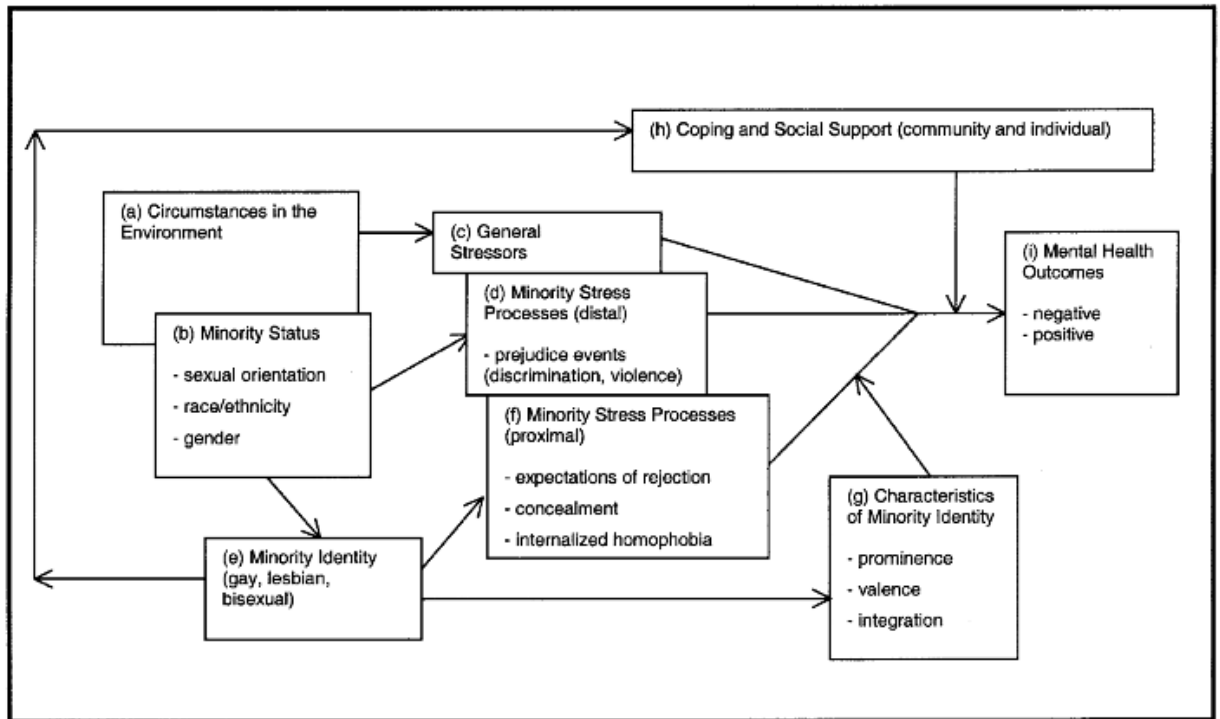 (h) Coping and Social Support (community and individual)
(a) Circumstances in the
Environment
(c) General
Stressors
(i) Mental Health
Outcomes
- negative
- positive
(d) Minority Stress
Processes (distal)
- prejudice events
(discrimination, violence)
(b) Minority Status
- sexual orientation
- race/ethnicity
- gender
(f) Minority Stress Processes
(proximal)
- expectations of rejection
- concealment
- internalized homophobia
(g) Characteristics
of Minority Identity
- prominence
- valence
- integration
(e) Minority Identity
(gay, lesbian,
bisexual)